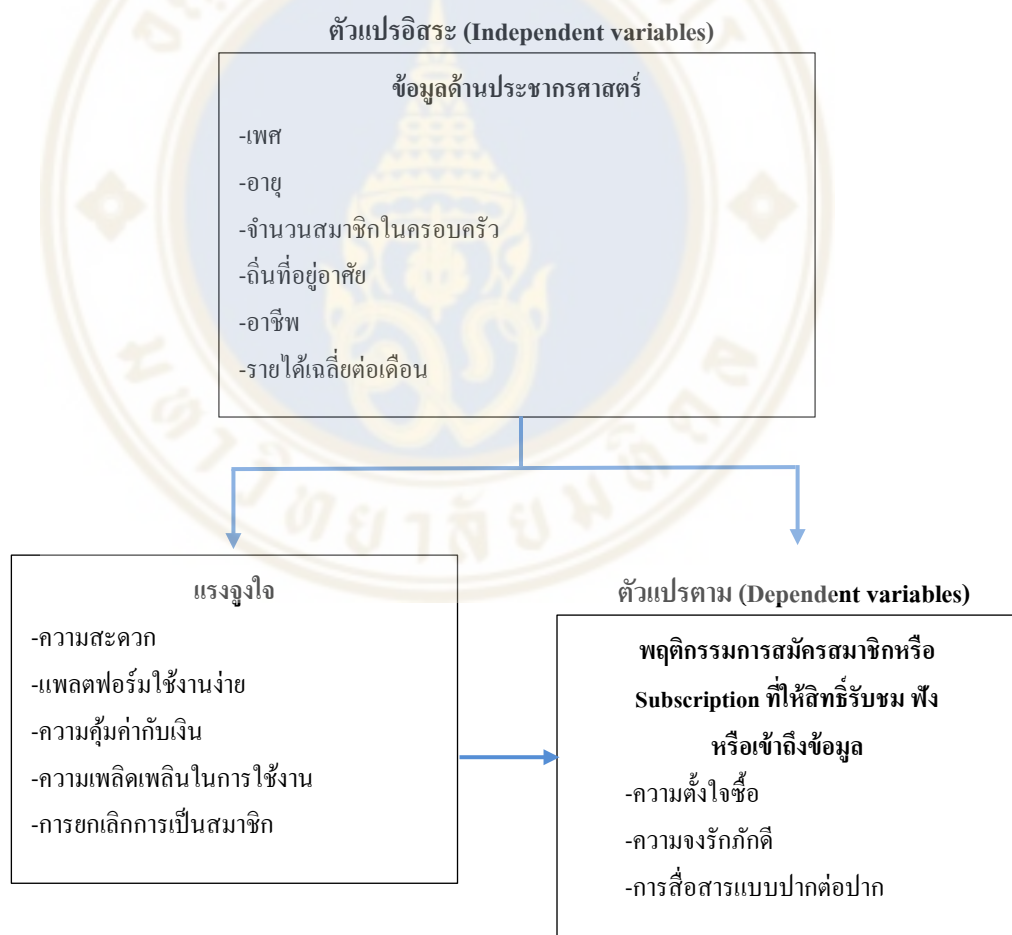 ตัวแปรอิสระ (Independent variables)
ข้อมูลด้านประชากรศาสตร์
-เพศ
-อายุ
-จำนวนสมาชิกในครอบครัว
-ถิ่นที่อยู่อาศัย
-อาชีพ
-รายได้เฉลี่ยต่อเดือน
แรงจูงใจ
-ความสะดวก
-แพลตฟอร์มใช้งานง่าย
-ความคุ้มค่ากับเงิน
-ความเพลิดเพลินในการใช้งาน
-การยกเลิกการเป็นสมาชิก
ตัวแปรตาม (Dependent variables)
พฤติกรรมการสมัครสมาชิกหรือ
Subscription ที่ให้สิทธิ์รับชม ฟัง
หรือเข้าถึงข้อมูล
-ความตั้งใจซื้อ
-ความจงรักภักดี
-การสื่อสารแบบปากต่อปาก
มหาวิทยาลัยมหิดล